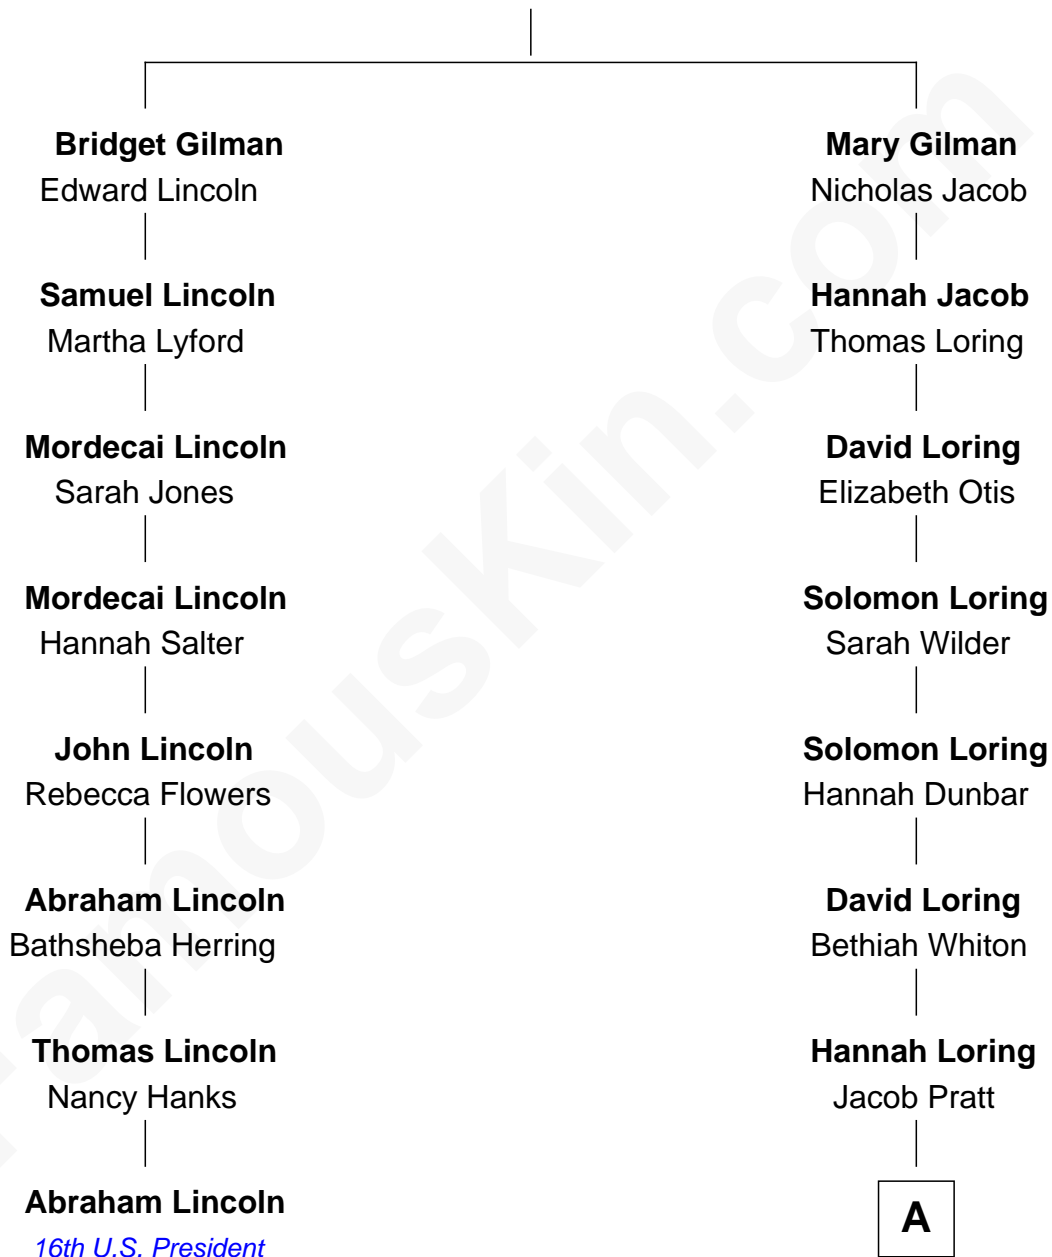 Bridget Gilman
Edward Lincoln
Samuel Lincoln
Martha Lyford
Mordecai Lincoln
Sarah Jones
Mordecai Lincoln
Hannah Salter
John Lincoln
Rebecca Flowers
Abraham Lincoln
Bathsheba Herring
Thomas Lincoln
Nancy Hanks
Abraham Lincoln
16th U.S. President
Mary Gilman
Nicholas Jacob
Hannah Jacob
Thomas Loring
David Loring
Elizabeth Otis
Solomon Loring
Sarah Wilder
Solomon Loring
Hannah Dunbar
David Loring
Bethiah Whiton
Hannah Loring
Jacob Pratt
A
FamousKin.com